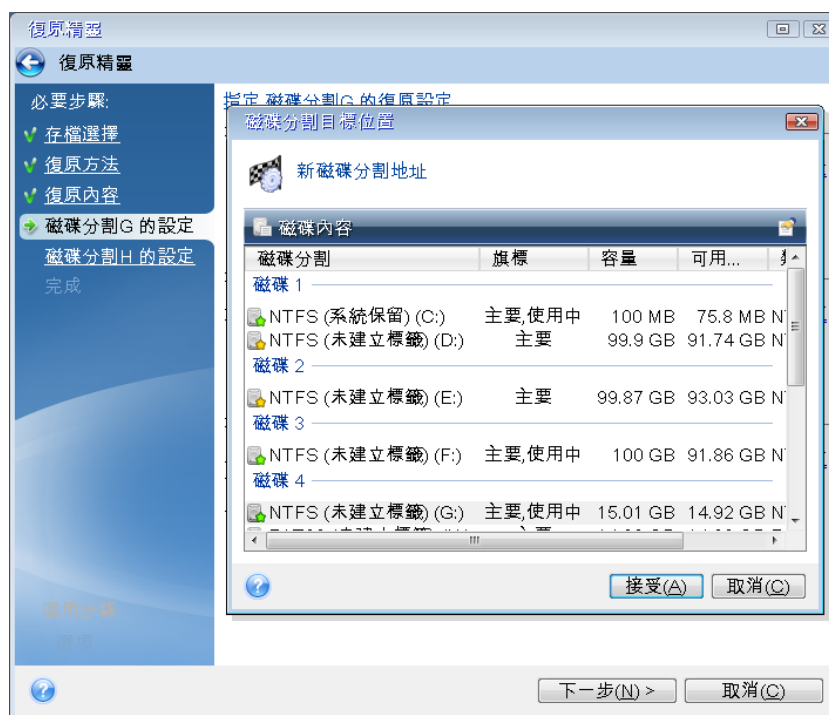 復原精靈
復原精靈
必要步驟:
存檔選擇
復原方法
復原內容
磁碟分割G 的設定
磁碟分割H 的設定
完成
選項
指定 磁碟分割G 的復原設定
磁碟分割目標位置
新磁碟分割地址
磁碟內容
磁碟分割 旗標 容量 可用...
磁碟 1
NTFS (系統保留) (C:) 主要,使用中 100 MB 75.8 MB
NTFS (未建立標籤) (D:) 主要 99.9 GB 91.74 GB
磁碟 2
NTFS (未建立標籤) (E:) 主要 99.87 GB 93.03 GB
磁碟 3
NTFS (未建立標籤) (F:) 主要,使用中 100 GB 91.86 GB
磁碟 4
NTFS (未建立標籤) (G:) 主要,使用中 15.01 GB 14.92 GB
接受(A) 取消(C)
下一步(N) > 取消(C)